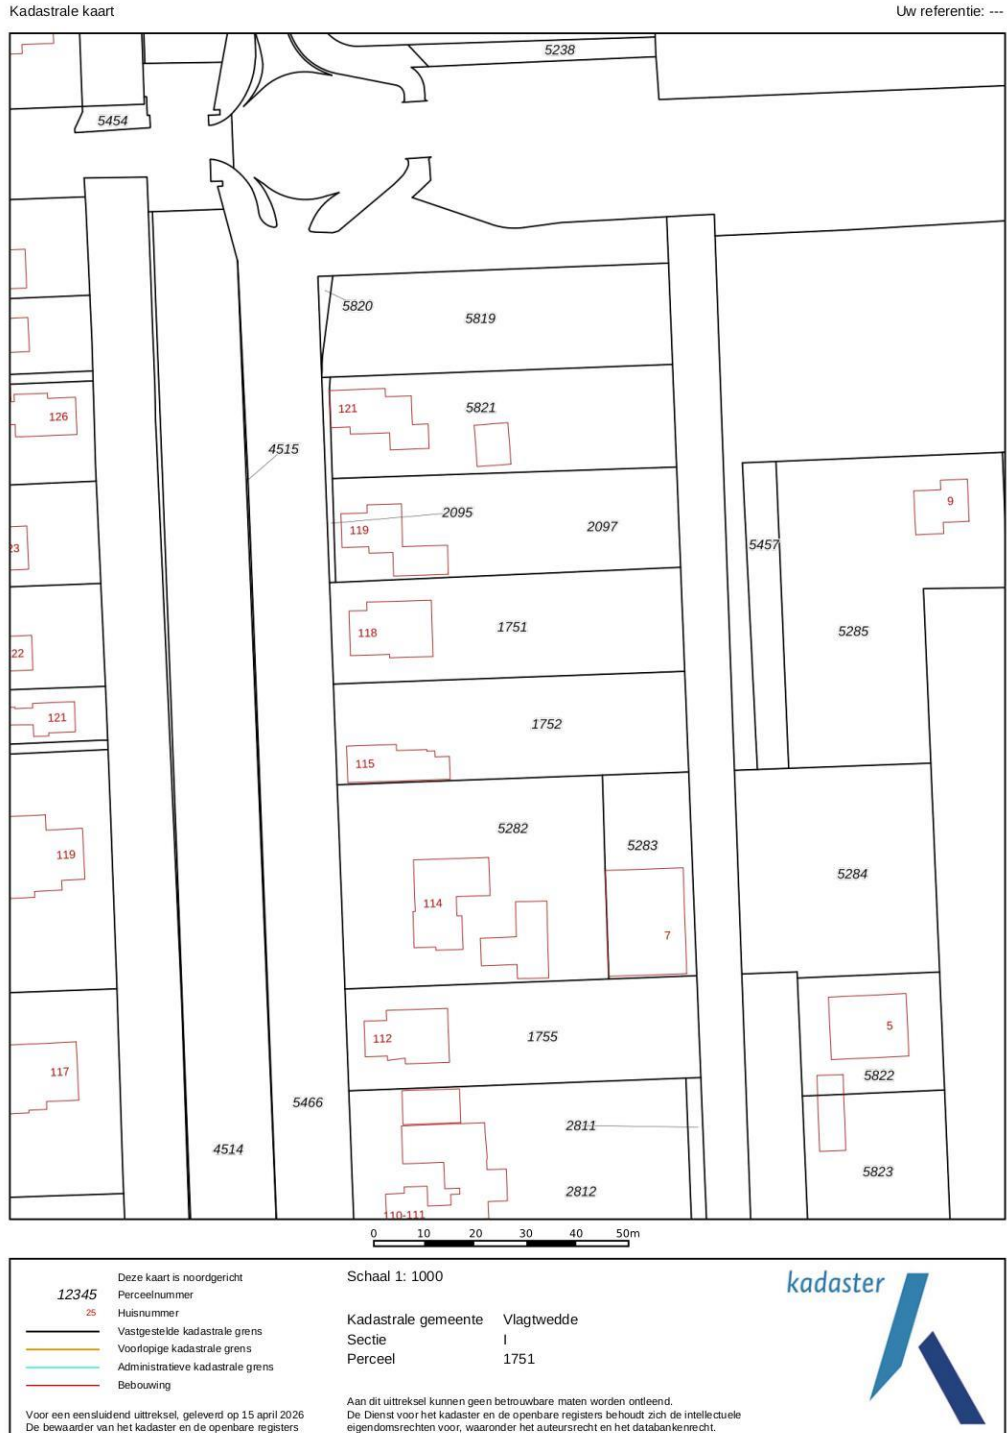 Kadastrale kaart
Uw referentie: ---
5238
5454
5820
5819
121
5821
126
4515
2095
119
2097
9
5457
23
118
1751
5285
22
121
1752
115
5282
5283
119
5284
114
7
112
1755
5
117
5822
5466
2811
4514
5823
2812
110-111
0 10 20 30 40 50m
Deze kaart is noordgericht
12345 Perceelnummer
25 Huisnummer
Vastgestelde kadastrale grens
Voorlopige kadastrale grens
Administratieve kadastrale grens
Bebouwing
Voor een eensluidend uittreksel, geleverd op 15 april 2026
De bewaarder van het kadaster en de openbare registers
Schaal 1: 1000
Kadastrale gemeente Vlagtwedde
Sectie I
Perceel 1751
Aan dit uittreksel kunnen geen betrouwbare maten worden ontleend.
De Dienst voor het kadaster en de openbare registers behoudt zich de intellectuele
eigendomsrechten voor, waaronder het auteursrecht en het databankenrecht.
kadaster